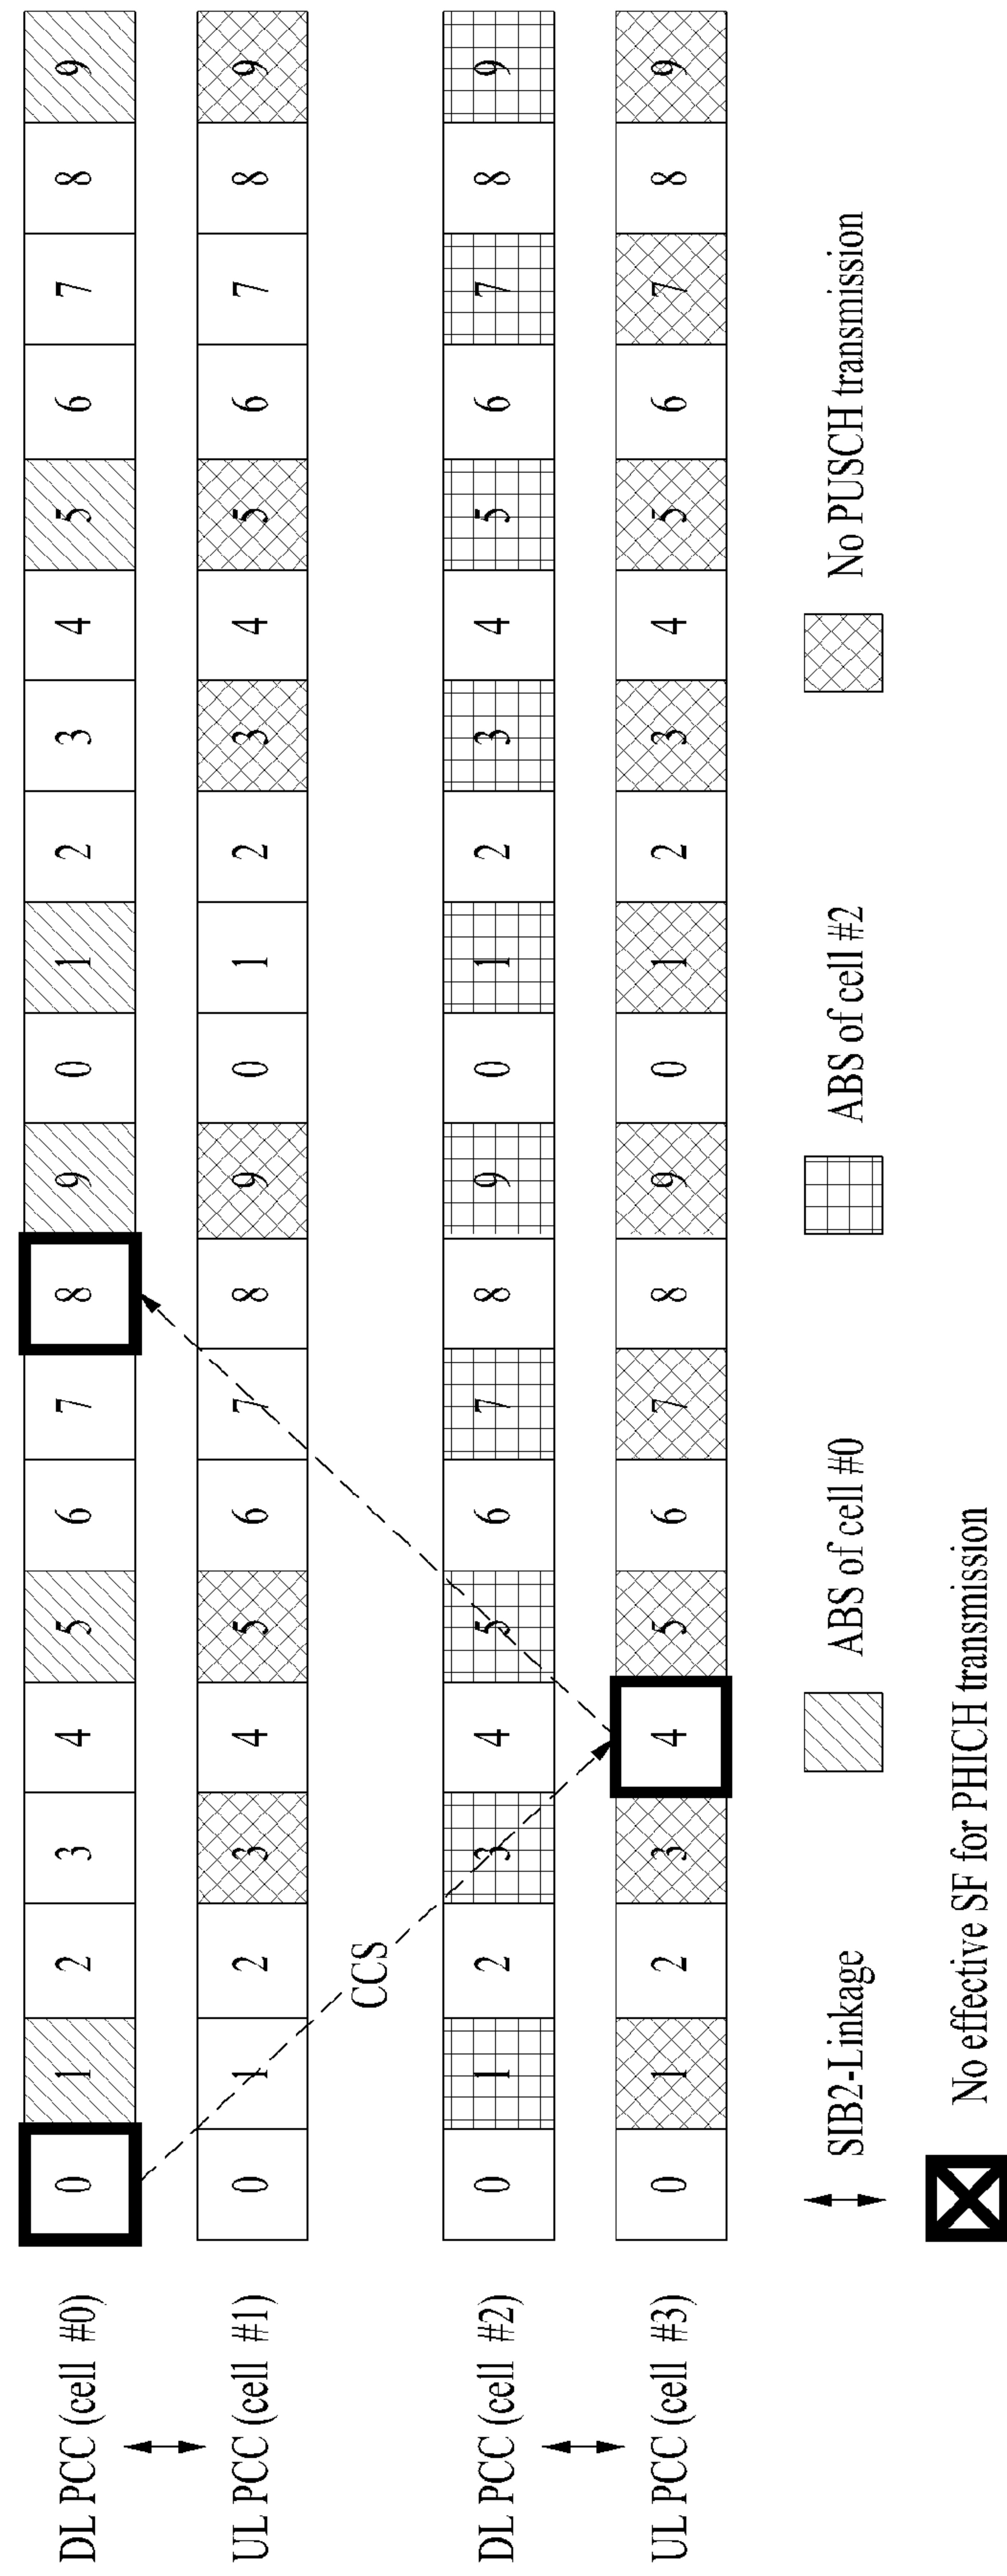 DL PCC (cell #0) 0 1 2 3 4 5 6 7 8 9 0 1 2 3 4 5 6 7 8 9
UL PCC (cell #1) 0 1 2 3 4 5 6 7 8 9 0 1 2 3 4 5 6 7 8 9
CCS
DL PCC (cell #2) 0 1 2 3 4 5 6 7 8 9 0 1 2 3 4 5 6 7 8 9
UL PCC (cell #3) 0 1 2 3 4 5 6 7 8 9 0 1 2 3 4 5 6 7 8 9
SIB2-Linkage ABS of cell #0 ABS of cell #2 No PUSCH transmission
No effective SF for PHICH transmission